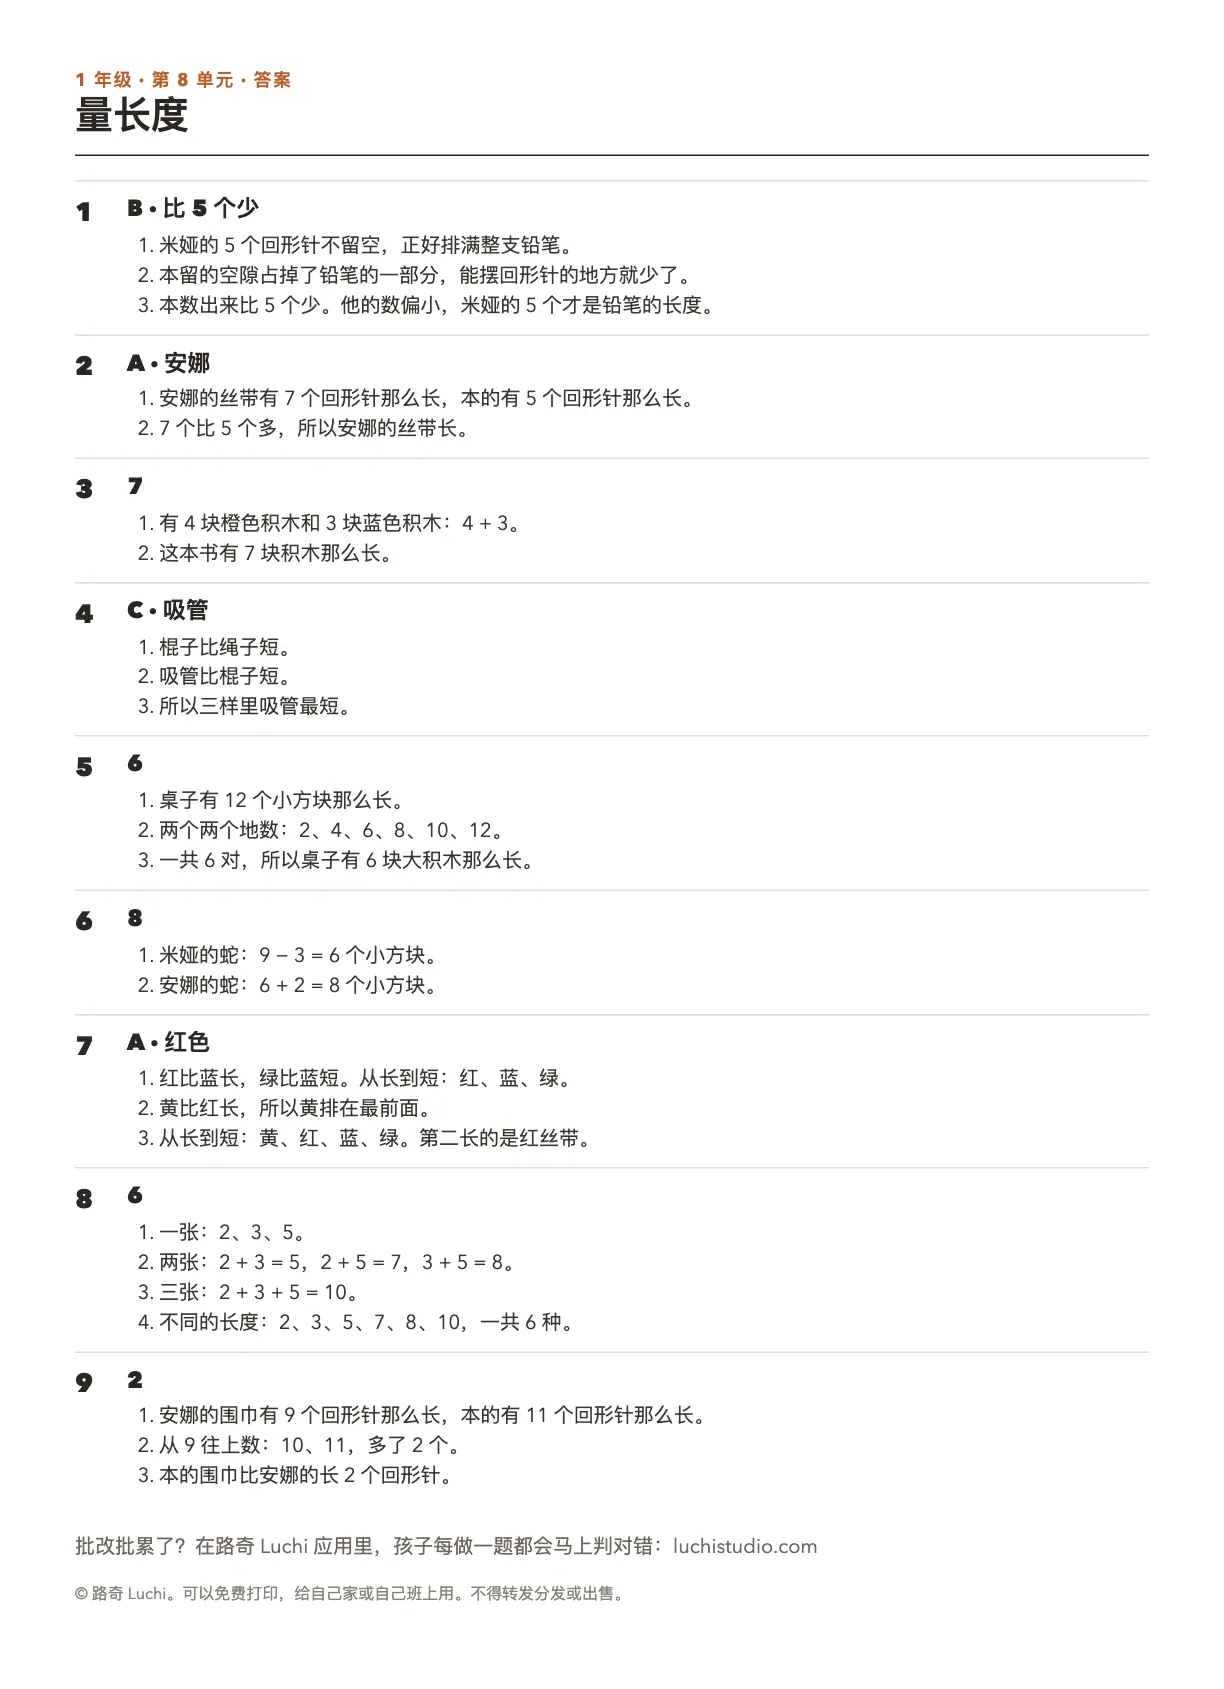 1 年级 · 第 8 单元 · 答案
量长度
1 B · 比 5 个少
1. 米娅的 5 个回形针不留空，正好排满整支铅笔。
2. 本留的空隙占掉了铅笔的一部分，能摆回形针的地方就少了。
3. 本数出来比 5 个少。他的数偏小，米娅的 5 个才是铅笔的长度。
2 A · 安娜
1. 安娜的丝带有 7 个回形针那么长，本的有 5 个回形针那么长。
2. 7 个比 5 个多，所以安娜的丝带长。
3 7
1. 有 4 块橙色积木和 3 块蓝色积木：4 + 3。
2. 这本书有 7 块积木那么长。
4 C · 吸管
1. 棍子比绳子短。
2. 吸管比棍子短。
3. 所以三样里吸管最短。
5 6
1. 桌子有 12 个小方块那么长。
2. 两个两个地数：2、4、6、8、10、12。
3. 一共 6 对，所以桌子有 6 块大积木那么长。
6 8
1. 米娅的蛇：9 − 3 = 6 个小方块。
2. 安娜的蛇：6 + 2 = 8 个小方块。
7 A · 红色
1. 红比蓝长，绿比蓝短。从长到短：红、蓝、绿。
2. 黄比红长，所以黄排在最前面。
3. 从长到短：黄、红、蓝、绿。第二长的是红丝带。
8 6
1. 一张：2、3、5。
2. 两张：2 + 3 = 5，2 + 5 = 7，3 + 5 = 8。
3. 三张：2 + 3 + 5 = 10。
4. 不同的长度：2、3、5、7、8、10，一共 6 种。
9 2
1. 安娜的围巾有 9 个回形针那么长，本的有 11 个回形针那么长。
2. 从 9 往上数：10、11，多了 2 个。
3. 本的围巾比安娜的长 2 个回形针。
批改批累了？在路奇 Luchi 应用里，孩子每做一题都会马上判对错：luchistudio.com
© 路奇 Luchi。可以免费打印，给自己家或自己班上用。不得转发分发或出售。